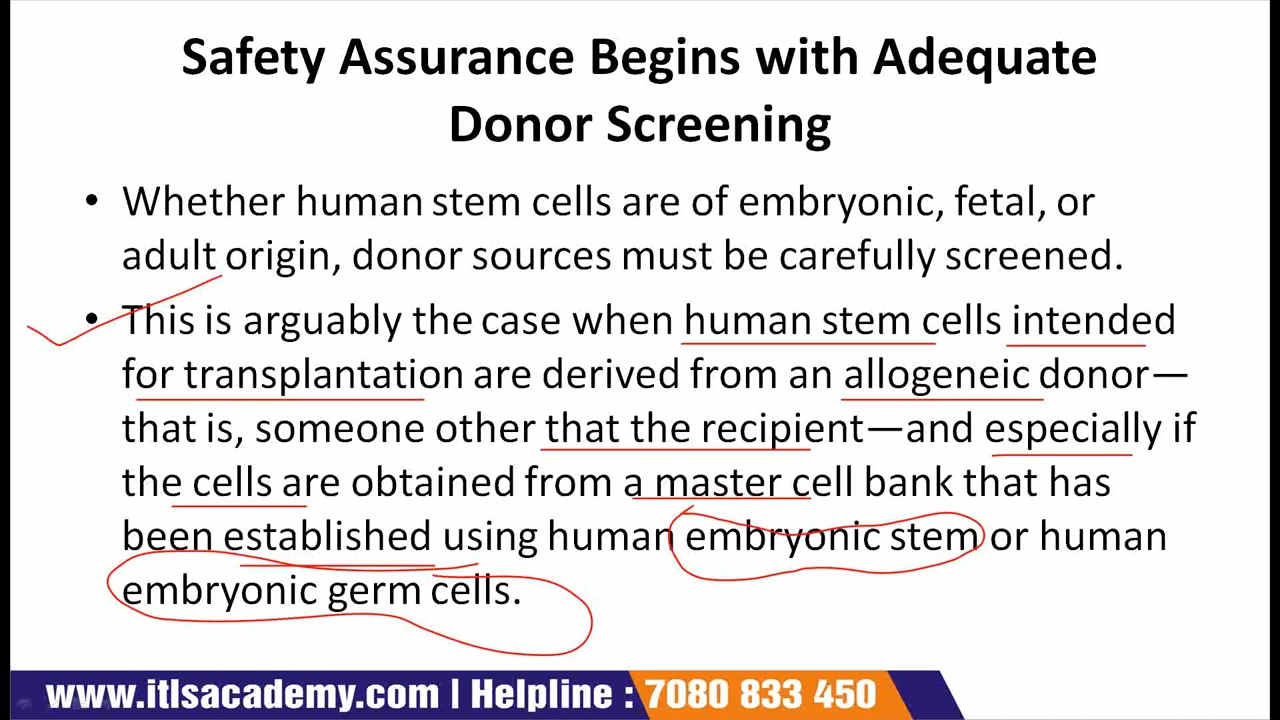 Safety Assurance Begins with Adequate
Donor Screening
• Whether human stem cells are of embryonic, fetal, or
adult origin, donor sources must be carefully screened.
• This is arguably the case when human stem cells intended
for transplantation are derived from an allogeneic donor—
that is, someone other that the recipient—and especially if
the cells are obtained from a master cell bank that has
been established using human embryonic stem or human
embryonic germ cells.
www.itlsacademy.com | Helpline : 7080 833 450